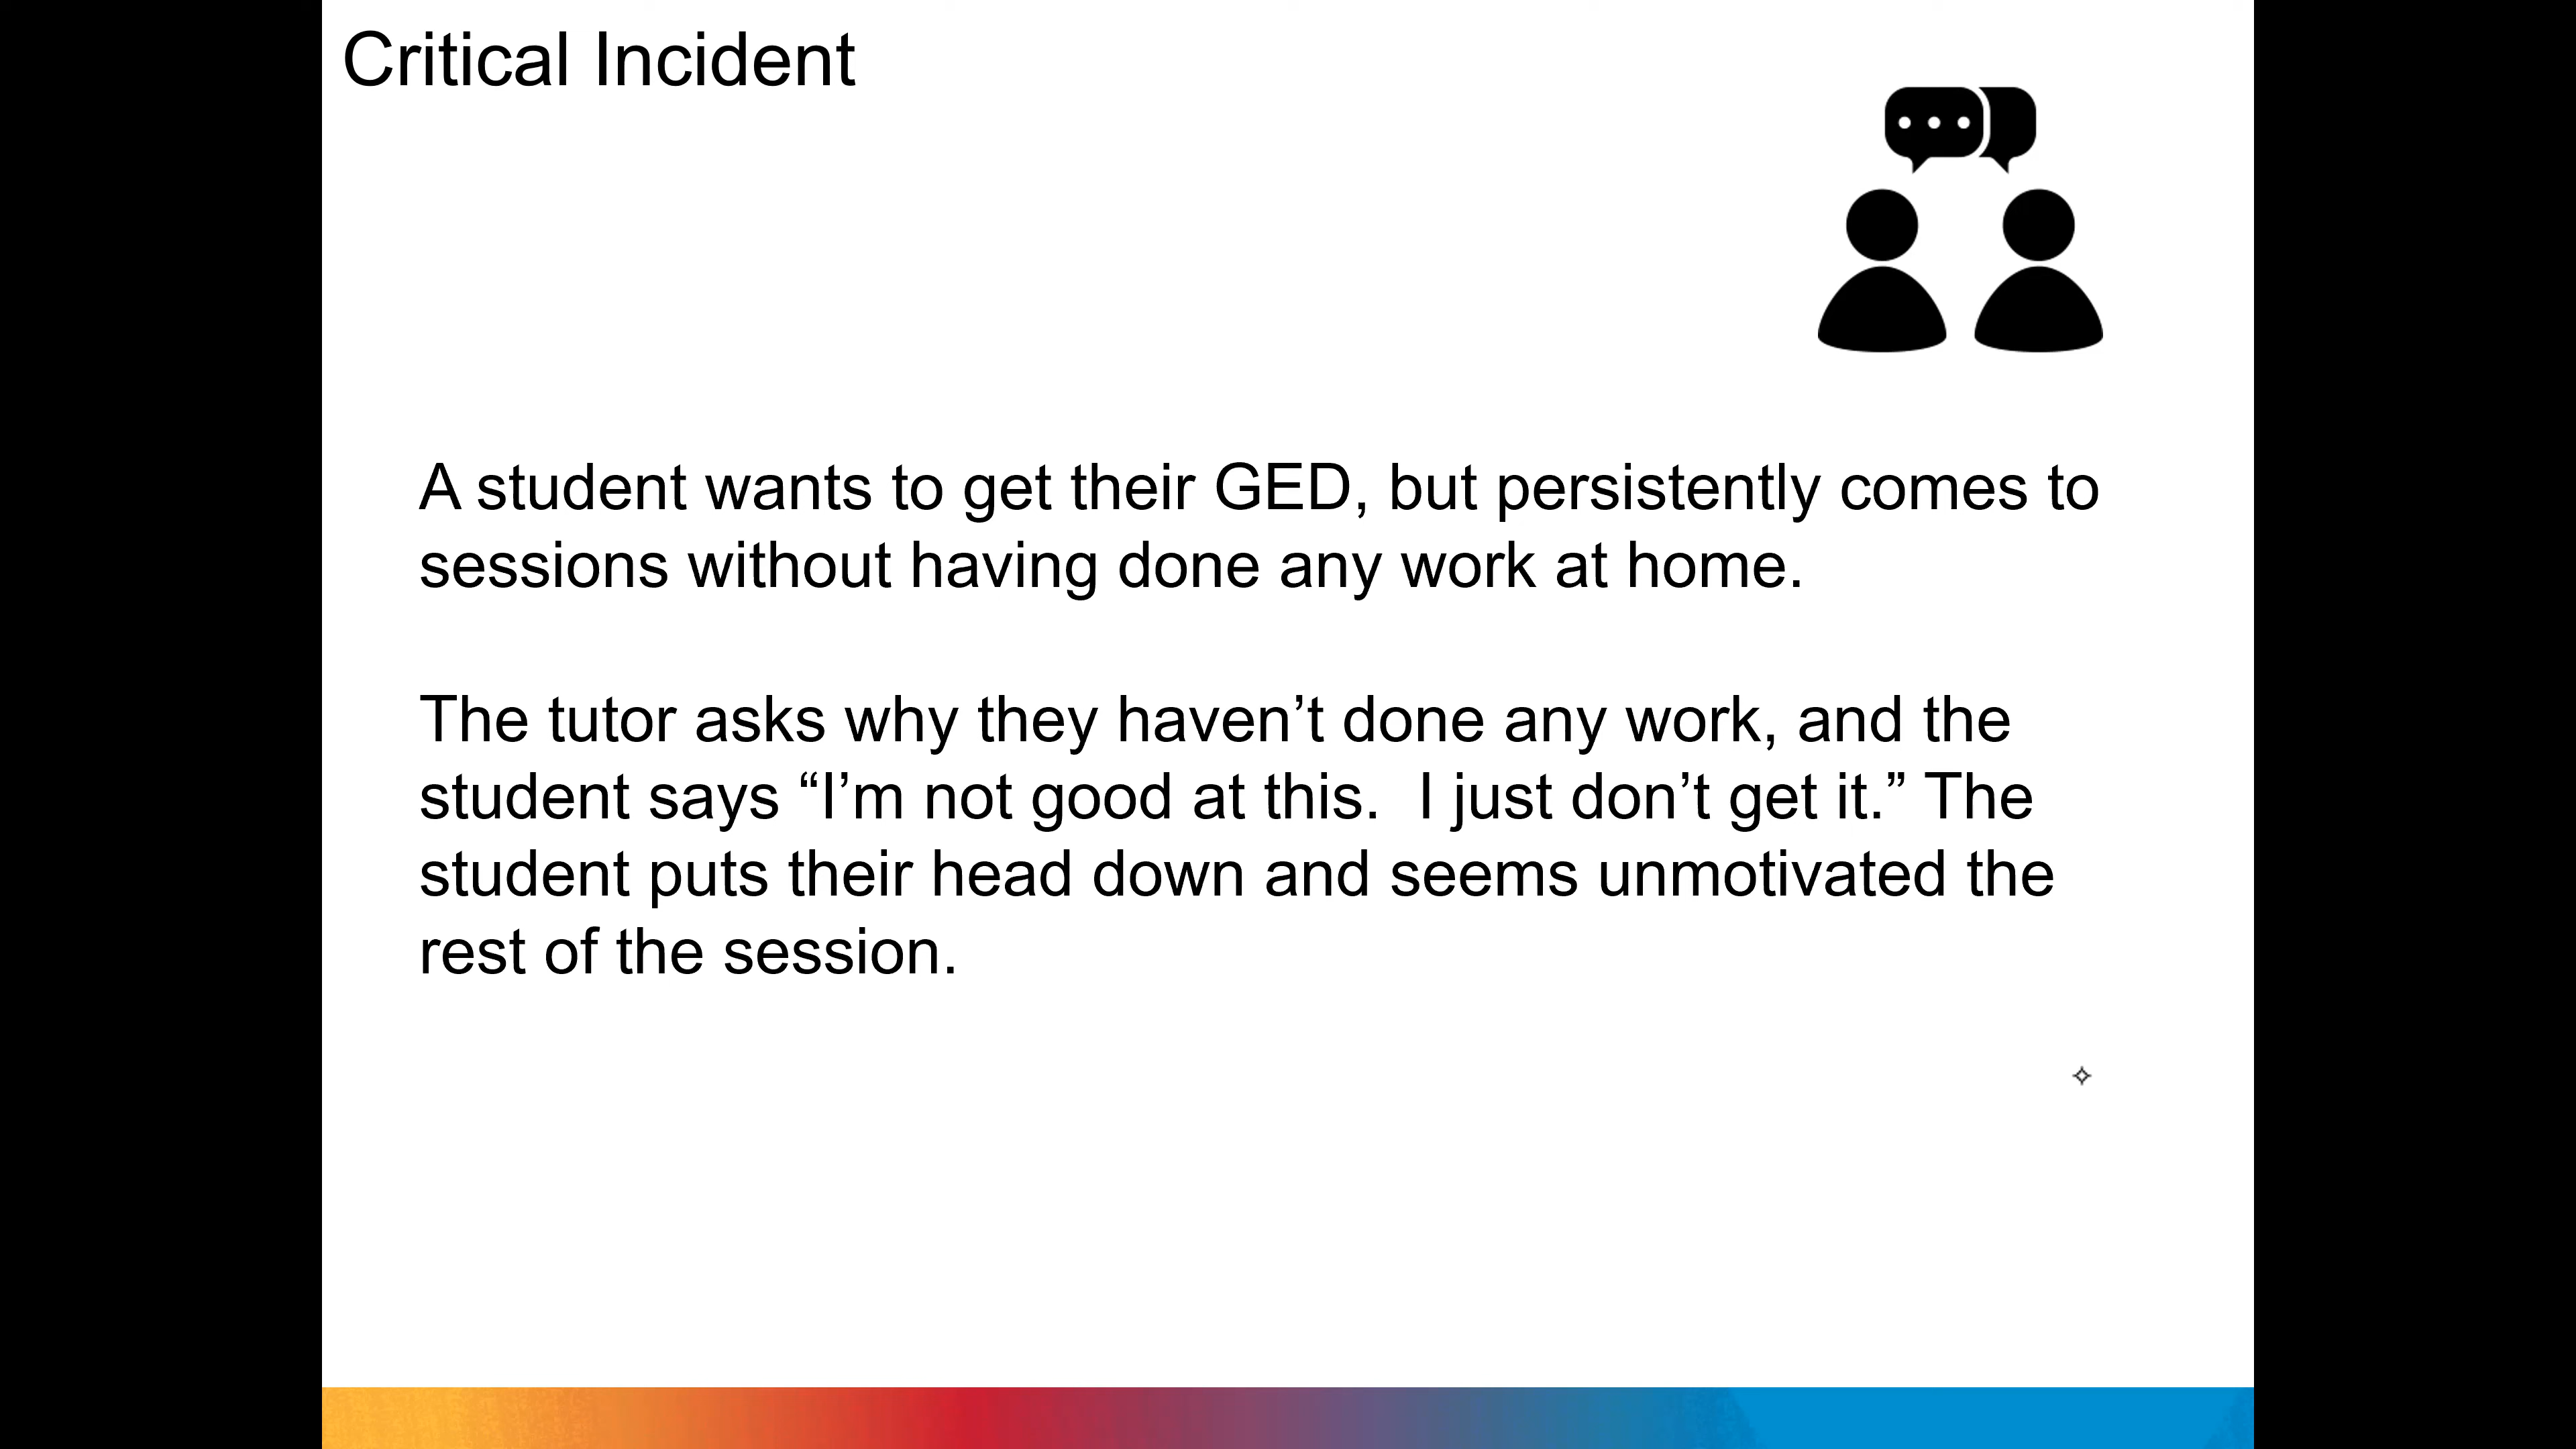 Critical Incident
A student wants to get their GED, but persistently comes to
sessions without having done any work at home.
The tutor asks why they haven’t done any work, and the
student says “I’m not good at this.  I just don’t get it.” The
student puts their head down and seems unmotivated the
rest of the session.